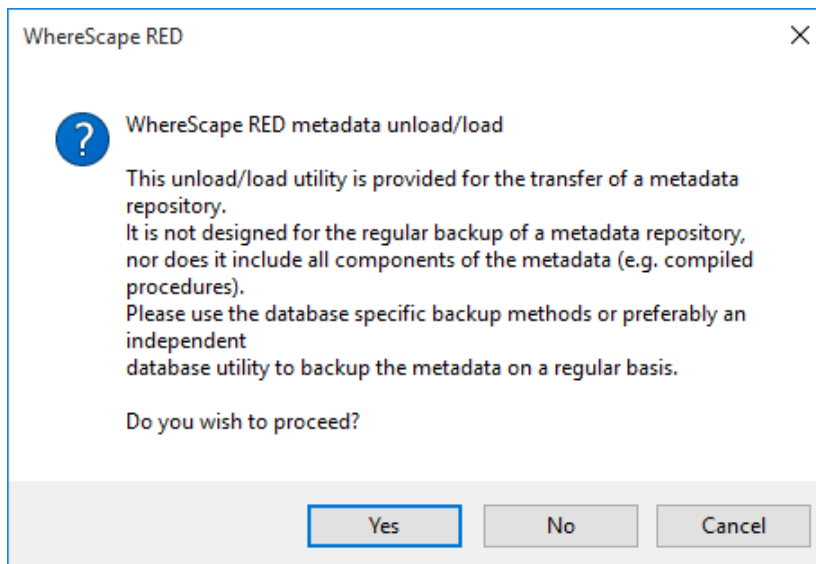 WhereScape RED
?
WhereScape RED metadata unload/load
This unload/load utility is provided for the transfer of a metadata
repository.
It is not designed for the regular backup of a metadata repository,
nor does it include all components of the metadata (e.g. compiled
procedures).
Please use the database specific backup methods or preferably an
independent
database utility to backup the metadata on a regular basis.
Do you wish to proceed?
Yes No Cancel